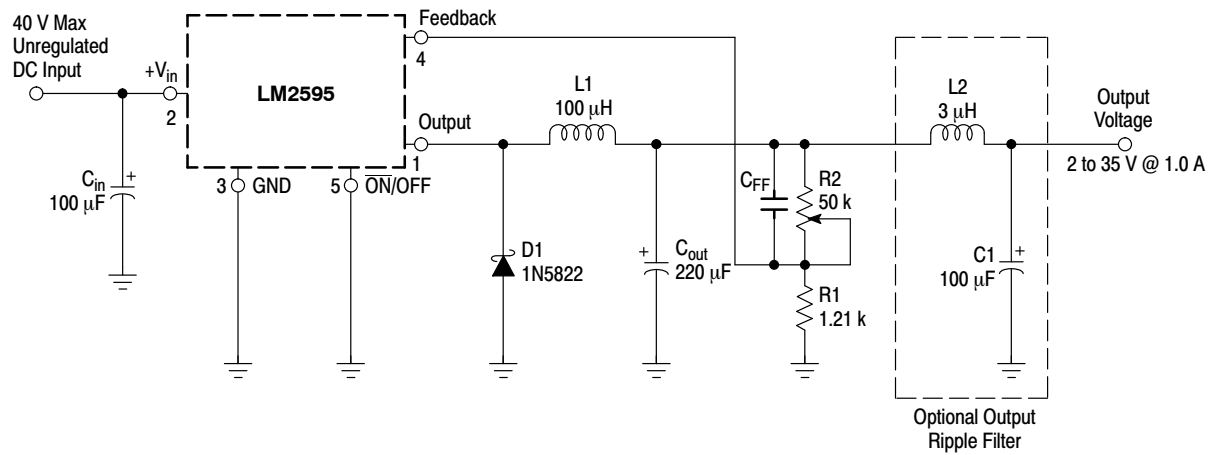 40 V Max
Unregulated
DC Input
+Vin
2
LM2595
Feedback
4
Output
1
3
GND
5
ON/OFF
Cin
100 μF
+
L1
100 μH
D1
1N5822
+
Cout
220 μF
CFF
R2
50 k
R1
1.21 k
L2
3 μH
C1
100 μF
+
Output
Voltage
2 to 35 V @ 1.0 A
Optional Output
Ripple Filter